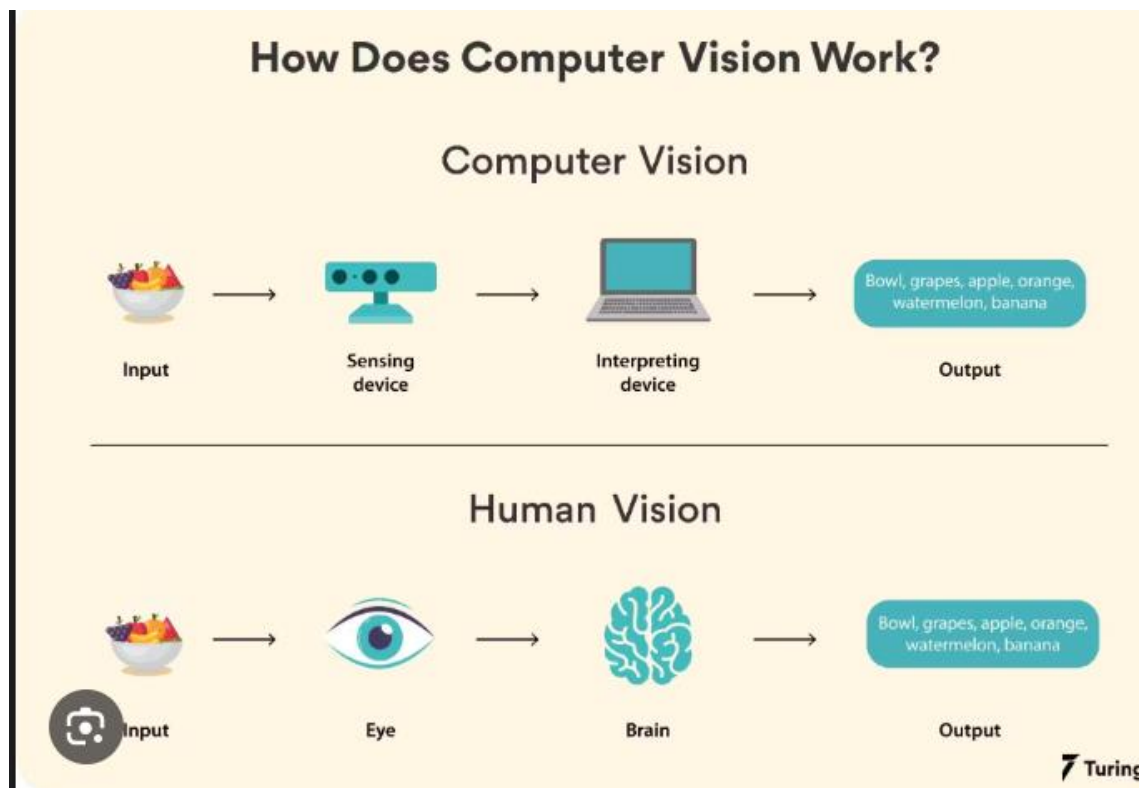 How Does Computer Vision Work?
Computer Vision
Bowl, grapes, apple, orange,
watermelon, banana
Input
Sensing
device
Interpreting
device
Output
Human Vision
Bowl, grapes, apple, orange,
watermelon, banana
Input
Eye
Brain
Output
Turing